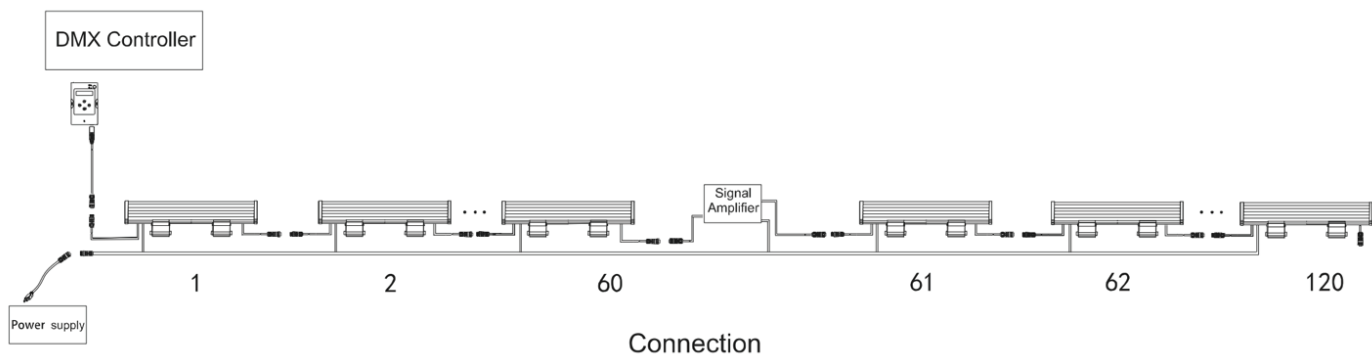 DMX Controller
Signal
Amplifier
1
2
60
61
62
120
Power supply
Connection